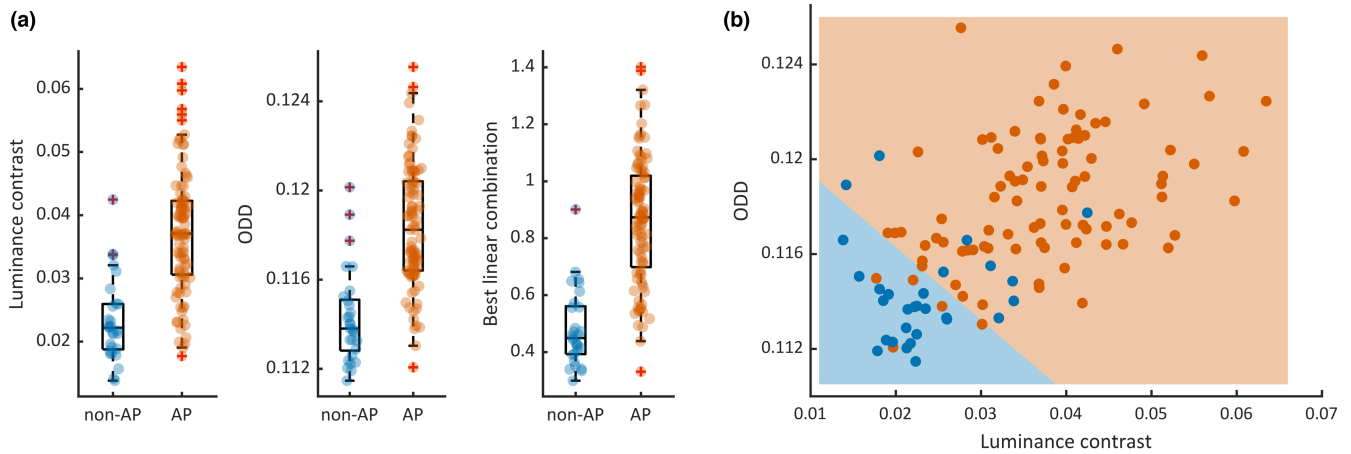 (a)
Luminance contrast
0.06
0.05
0.04
0.03
0.02
non-AP AP
ODD
0.124
0.12
0.116
0.112
non-AP AP
Best linear combination
1.4
1.2
1
0.8
0.6
0.4
non-AP AP
(b)
ODD
0.124
0.12
0.116
0.112
0.01 0.02 0.03 0.04 0.05 0.06 0.07
Luminance contrast